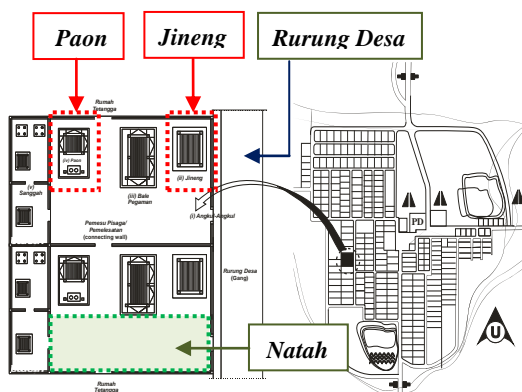 Paon
Jineng
Rurung Desa
Rumah
Tetangga
(iv) Paon
(ii) Jineng
(v)
Sanggah
(iii) Bale
Pegaman
(i) Angkul-Angkul
Pemesu Pisaga/
Pemelesatan
(connecting wall)
PD
Rurung Desa
(Gang)
U
Natah
Rumah
Tetangga